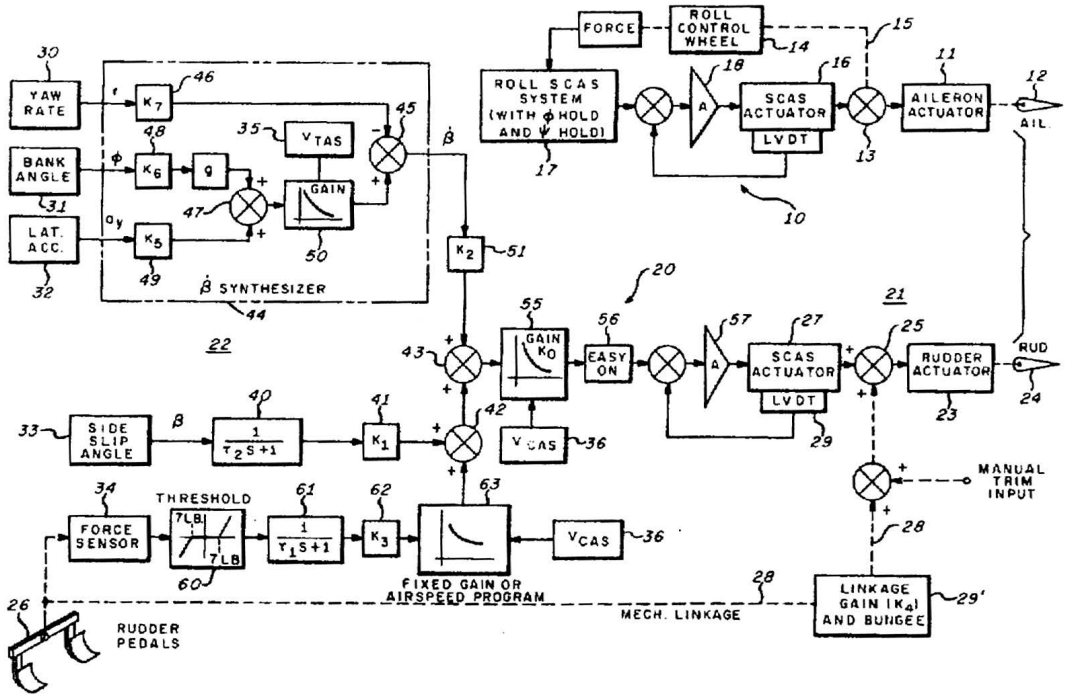 30
YAW
RATE
r
K7
46
BANK
ANGLE
31
φ
K6
48
g
LAT.
ACC.
32
ay
K5
49
47
+
+
35
VTAS
GAIN
50
45
-
+
β̇
β̇ SYNTHESIZER
44
K2
51
FORCE
ROLL
CONTROL
WHEEL
14
15
ROLL SCAS
SYSTEM
(WITH φ HOLD
AND ψ HOLD)
17
A
18
16
SCAS
ACTUATOR
LVDT
13
11
AILERON
ACTUATOR
12
AIL.
10
20
21
22
43
+
+
55
GAIN
K0
56
EASY
ON
VCAS
36
A
57
27
SCAS
ACTUATOR
LVDT
29
25
+
+
RUDDER
ACTUATOR
23
RUD
24
33
SIDE
SLIP
ANGLE
β
40
1
τ2S+1
41
K1
42
+
+
34
FORCE
SENSOR
THRESHOLD
7LB.
7LB
60
61
1
τ1S+1
62
K3
63
FIXED GAIN OR
AIRSPEED PROGRAM
VCAS
36
+
+
MANUAL
TRIM
INPUT
28
LINKAGE
GAIN (K4)
AND BUNGEE
29'
28
MECH. LINKAGE
26
RUDDER
PEDALS